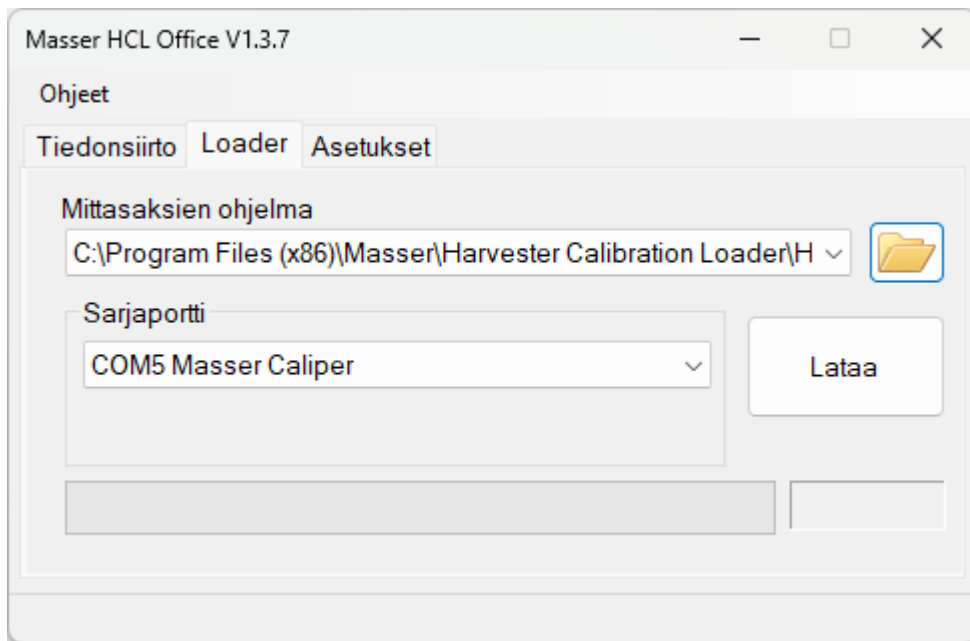 Masser HCL Office V1.3.7
Ohjeet
Tiedonsiirto Loader Asetukset
Mittasaksien ohjelma
C:\Program Files (x86)\Masser\Harvester Calibration Loader\H
Sarjaportti
COM5 Masser Caliper
Lataa